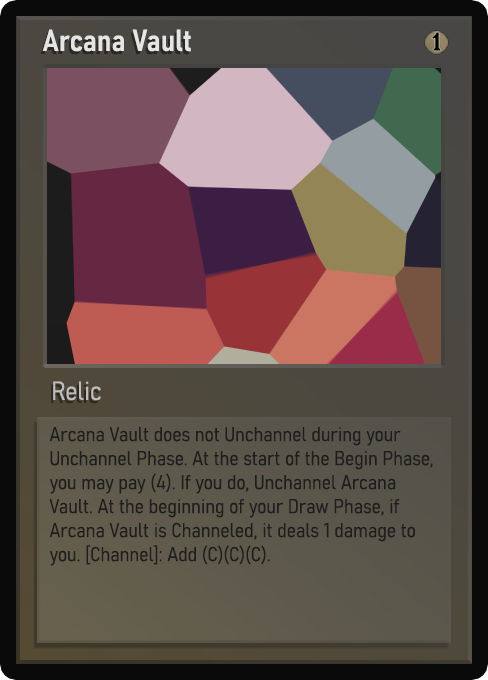 Arcana Vault
1
Relic
Arcana Vault does not Unchannel during your
Unchannel Phase. At the start of the Begin Phase,
you may pay (4). If you do, Unchannel Arcana
Vault. At the beginning of your Draw Phase, if
Arcana Vault is Channeled, it deals 1 damage to
you. [Channel]: Add (C)(C)(C).